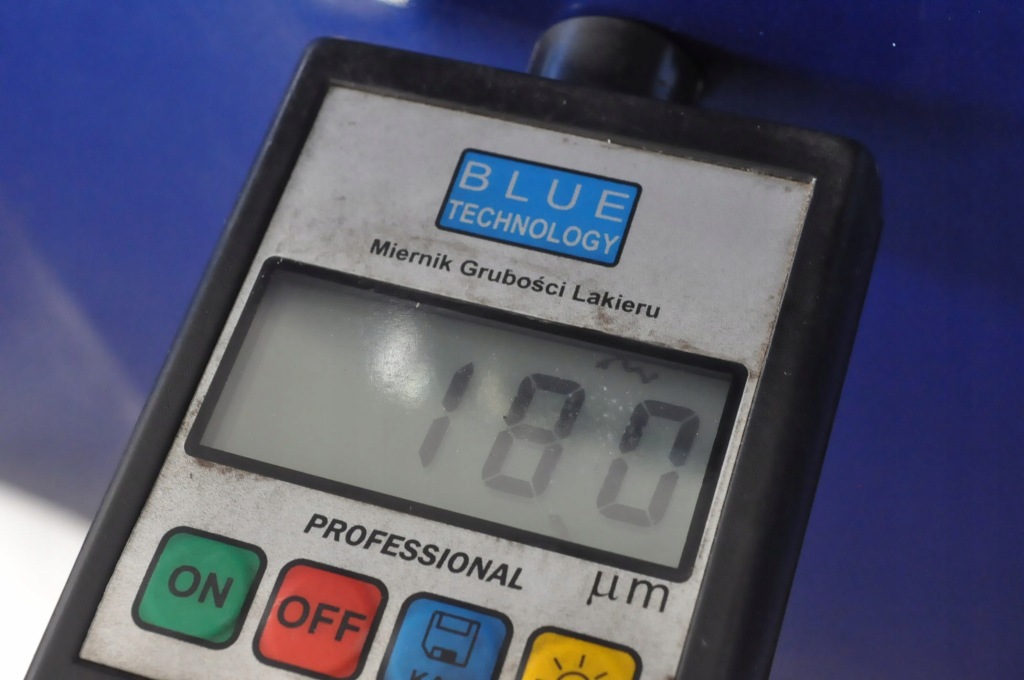 BLUE
TECHNOLOGY
Miernik Grubości Lakieru
180
PROFESSIONAL
µm
ON
OFF